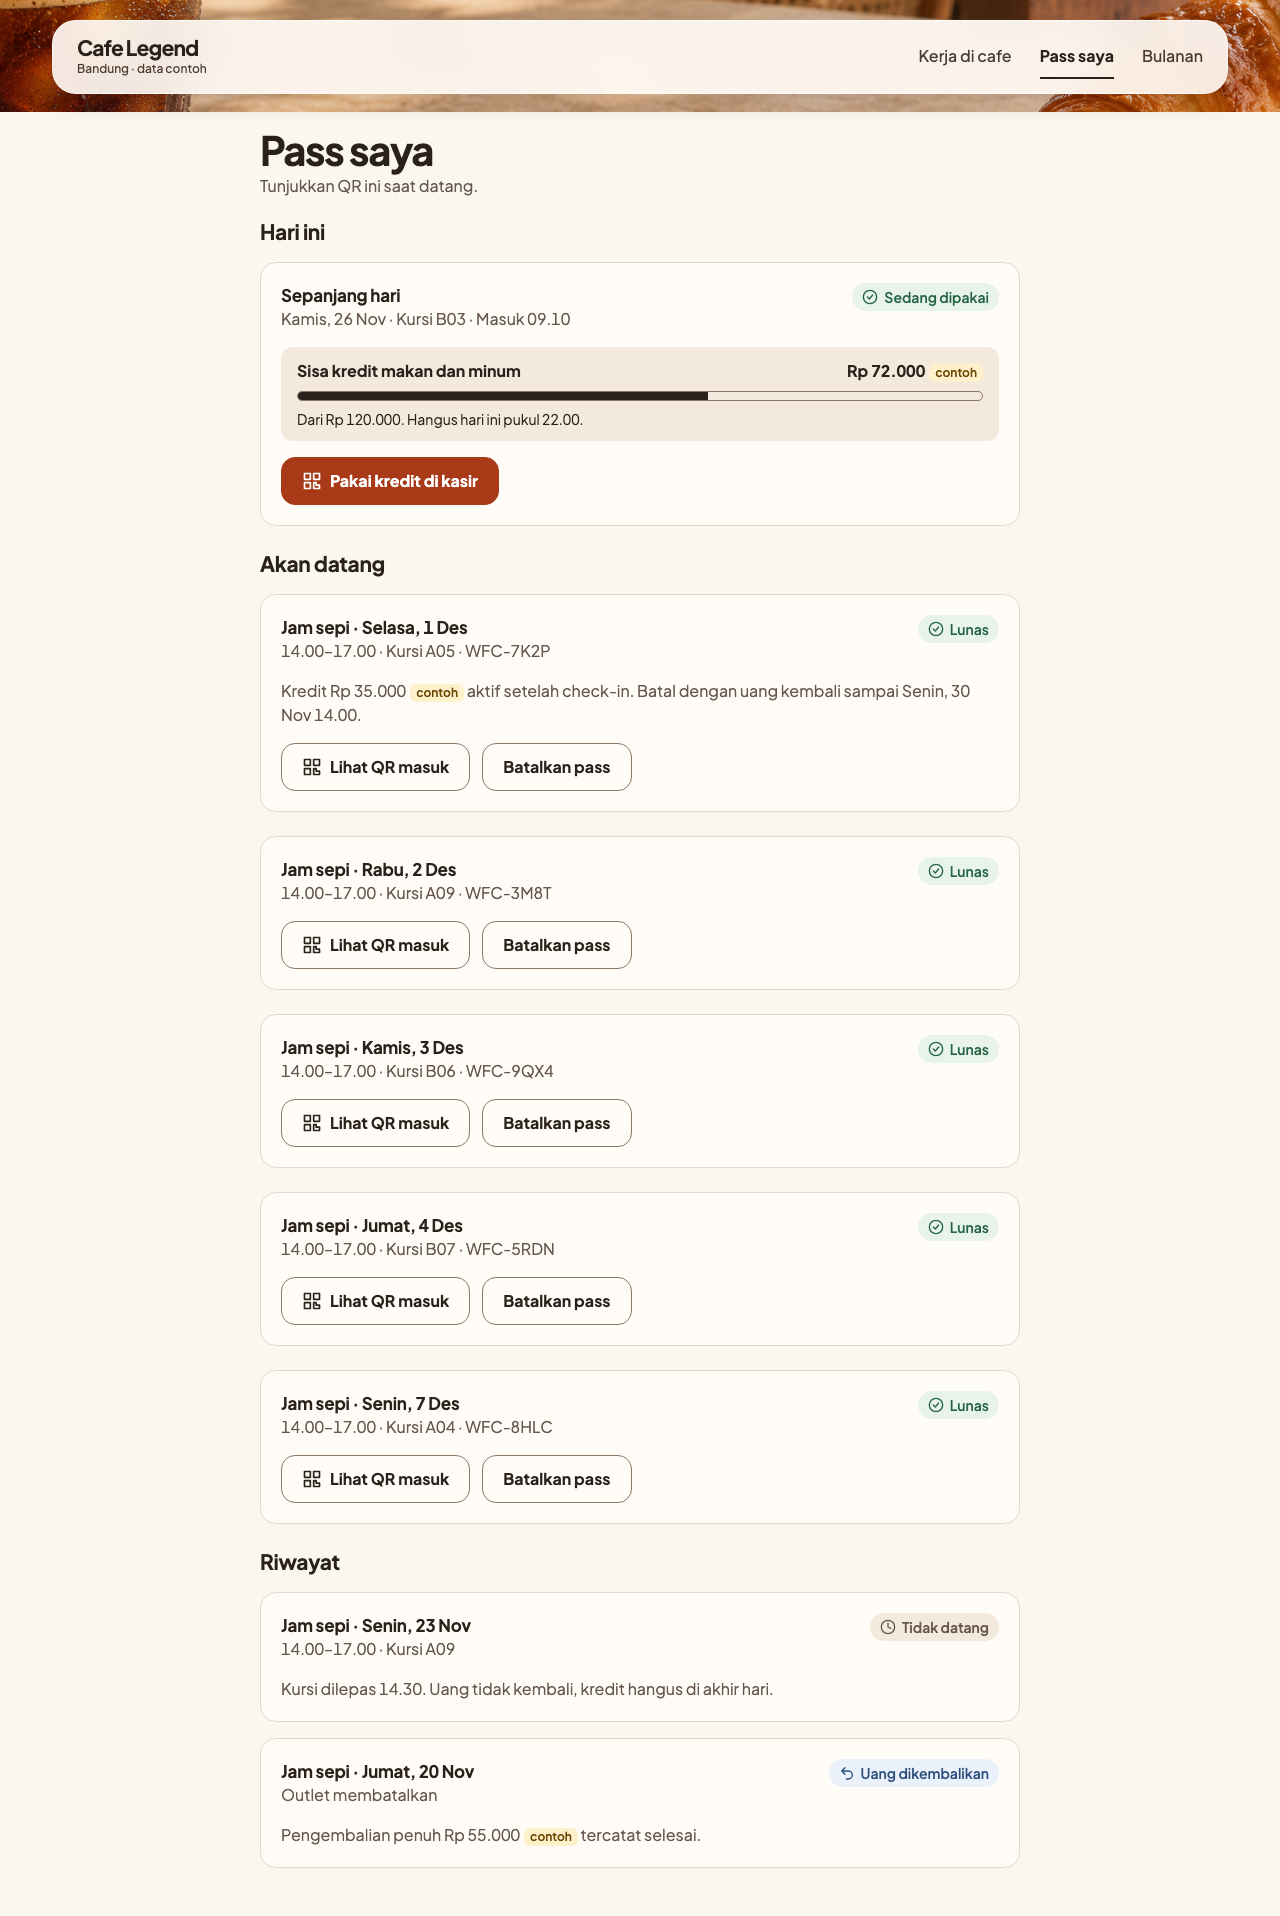 Cafe Legend
Bandung · data contoh
Kerja di cafe
Pass saya
Bulanan
Pass saya
Tunjukkan QR ini saat datang.
Hari ini
Sepanjang hari
Sedang dipakai
Kamis, 26 Nov · Kursi B03 · Masuk 09.10
Sisa kredit makan dan minum
Rp 72.000 contoh
Dari Rp 120.000. Hangus hari ini pukul 22.00.
Pakai kredit di kasir
Akan datang
Jam sepi · Selasa, 1 Des
Lunas
14.00–17.00 · Kursi A05 · WFC-7K2P
Kredit Rp 35.000 contoh aktif setelah check-in. Batal dengan uang kembali sampai Senin, 30
Nov 14.00.
Lihat QR masuk
Batalkan pass
Jam sepi · Rabu, 2 Des
Lunas
14.00–17.00 · Kursi A09 · WFC-3M8T
Lihat QR masuk
Batalkan pass
Jam sepi · Kamis, 3 Des
Lunas
14.00–17.00 · Kursi B06 · WFC-9QX4
Lihat QR masuk
Batalkan pass
Jam sepi · Jumat, 4 Des
Lunas
14.00–17.00 · Kursi B07 · WFC-5RDN
Lihat QR masuk
Batalkan pass
Jam sepi · Senin, 7 Des
Lunas
14.00–17.00 · Kursi A04 · WFC-8HLC
Lihat QR masuk
Batalkan pass
Riwayat
Jam sepi · Senin, 23 Nov
Tidak datang
14.00–17.00 · Kursi A09
Kursi dilepas 14.30. Uang tidak kembali, kredit hangus di akhir hari.
Jam sepi · Jumat, 20 Nov
Uang dikembalikan
Outlet membatalkan
Pengembalian penuh Rp 55.000 contoh tercatat selesai.